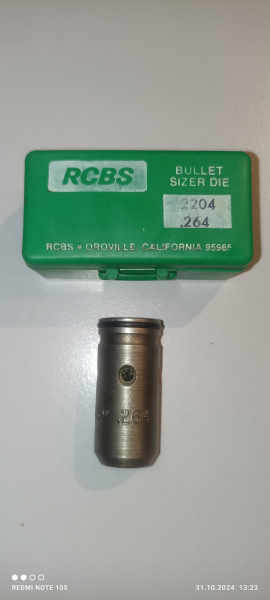 RCBS
BULLET
SIZER DIE
2204
.264
RCBS • OROVILLE, CALIFORNIA 95965
.264
REDMI NOTE 10S
31.10.2024 13:23